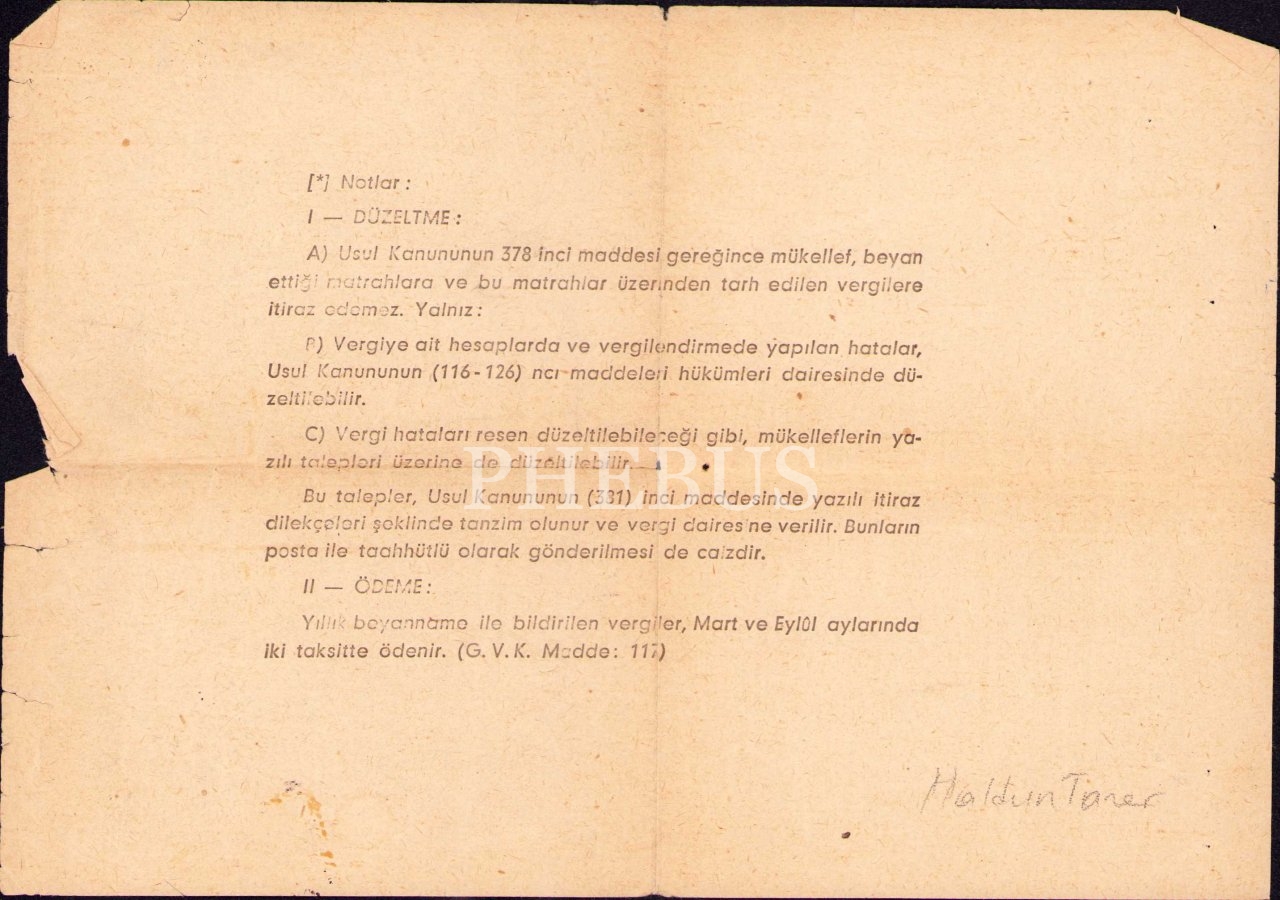 [*] Notlar :
I — DÜZELTME :
A) Usul Kanununun 378 inci maddesi gereğince mükellef, beyan
ettiği matrahlara ve bu matrahlar üzerinden tarh edilen vergilere
itiraz edemez. Yalnız :
B) Vergiye ait hesaplarda ve vergilendirmede yapılan hatalar,
Usul Kanununun (116-126) ncı maddeleri hükümleri dairesinde dü-
zeltilebilir.
C) Vergi hataları resen düzeltilebileceği gibi, mükelleflerin ya-
zılı talepleri üzerine de düzeltilebilir.
PHEBUS
Bu talepler, Usul Kanununun (381) inci maddesinde yazılı itiraz
dilekçeleri şeklinde tanzim olunur ve vergi dairesine verilir. Bunların
posta ile taahhütlü olarak gönderilmesi de caizdir.
II — ÖDEME :
Yıllık beyanname ile bildirilen vergiler, Mart ve Eylûl aylarında
iki taksitte ödenir. (G. V. K. Madde : 117)
Haldun Taner